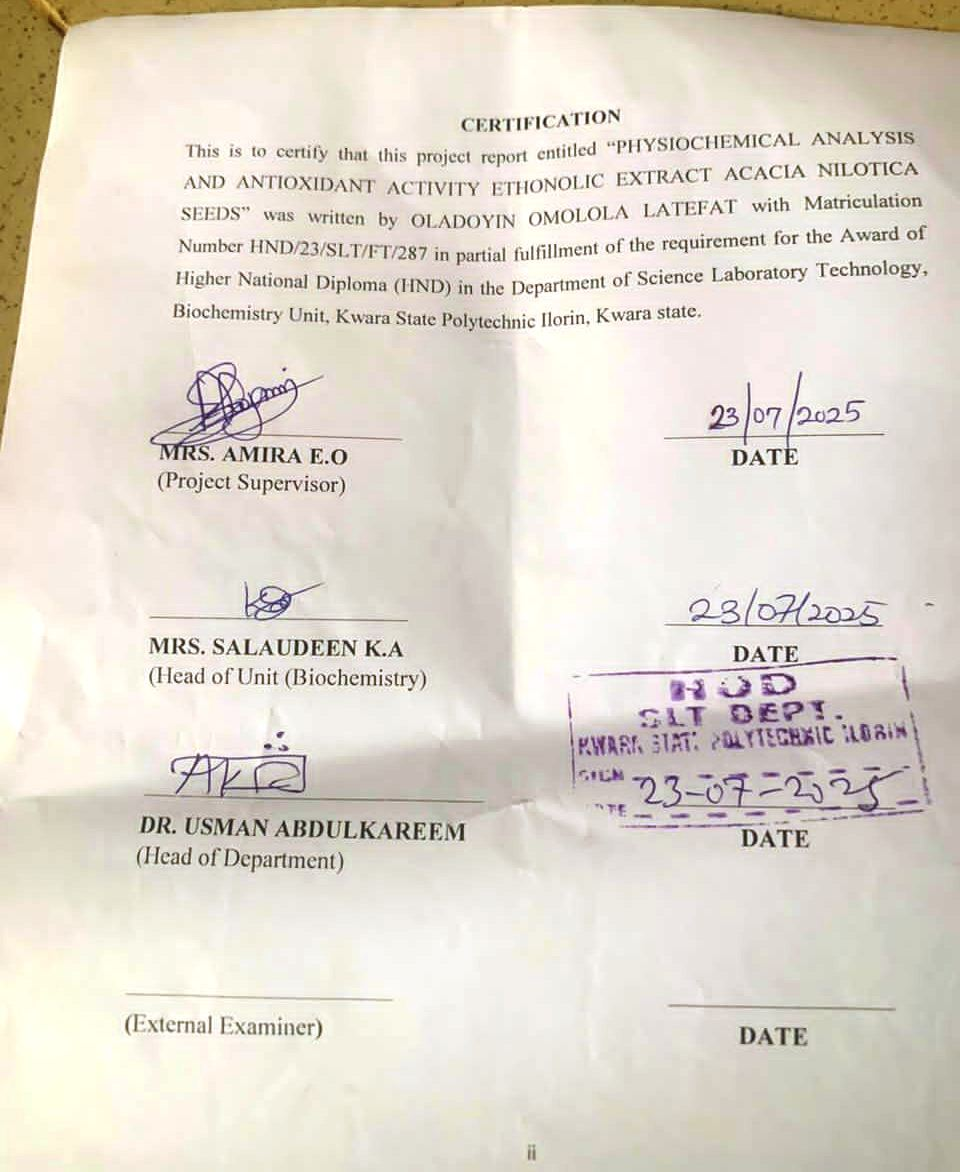 CERTIFICATION
This is to certify that this project report entitled “PHYSIOCHEMICAL ANALYSIS
AND ANTIOXIDANT ACTIVITY ETHONOLIC EXTRACT ACACIA NILOTICA
SEEDS” was written by OLADOYIN OMOLOLA LATEFAT with Matriculation
Number HND/23/SLT/FT/287 in partial fulfillment of the requirement for the Award of
Higher National Diploma (HND) in the Department of Science Laboratory Technology,
Biochemistry Unit, Kwara State Polytechnic Ilorin, Kwara state.
23/07/2025
MRS. AMIRA E.O
DATE
(Project Supervisor)
23/07/2025
MRS. SALAUDEEN K.A
DATE
(Head of Unit (Biochemistry)
HOD
SLT DEPT.
KWARA STATE POLYTECHNIC ILORIN
SIGN
23-07-2025
DATE
DR. USMAN ABDULKAREEM
DATE
(Head of Department)
(External Examiner)
DATE
ii